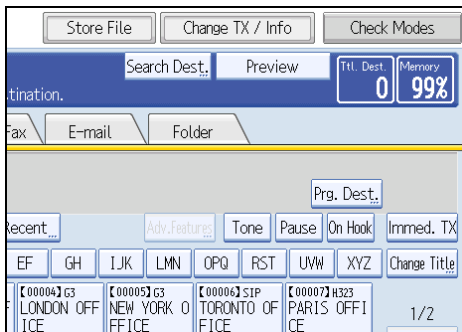 Store File Change TX / Info Check Modes
Search Dest. Preview Ttl. Dest. Memory
tination. 0 99%
Fax E-mail Folder
Prg. Dest.
Recent Adv.Features Tone Pause On Hook Immed. TX
EF GH IJK LMN OPQ RST UVW XYZ Change Title
【00004】G3 【00005】G3 【00006】SIP 【00007】H323
LONDON OFF NEW YORK O TORONTO OF PARIS OFFI 1/2
ICE FFICE FICE CE